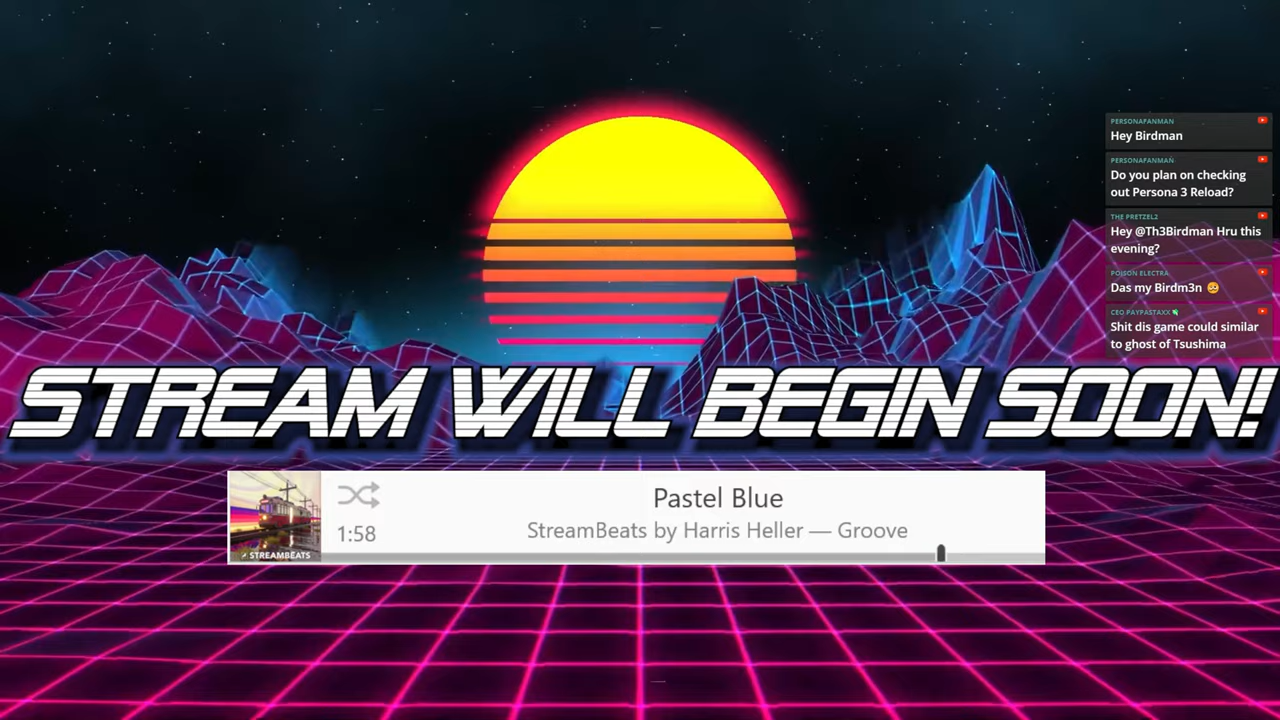 PERSONAFANMAN
Hey Birdman
PERSONAFANMAN
Do you plan on checking
out Persona 3 Reload?
THE PRETZEL2
Hey @Th3Birdman Hru this
evening?
POISON ELECTRA
Das my Birdm3n 🥴
CEO PAYPASTAXX
Shit dis game could similar
to ghost of Tsushima
STREAM WILL BEGIN SOON!
Pastel Blue
1:58
StreamBeats by Harris Heller — Groove
STREAMBEATS